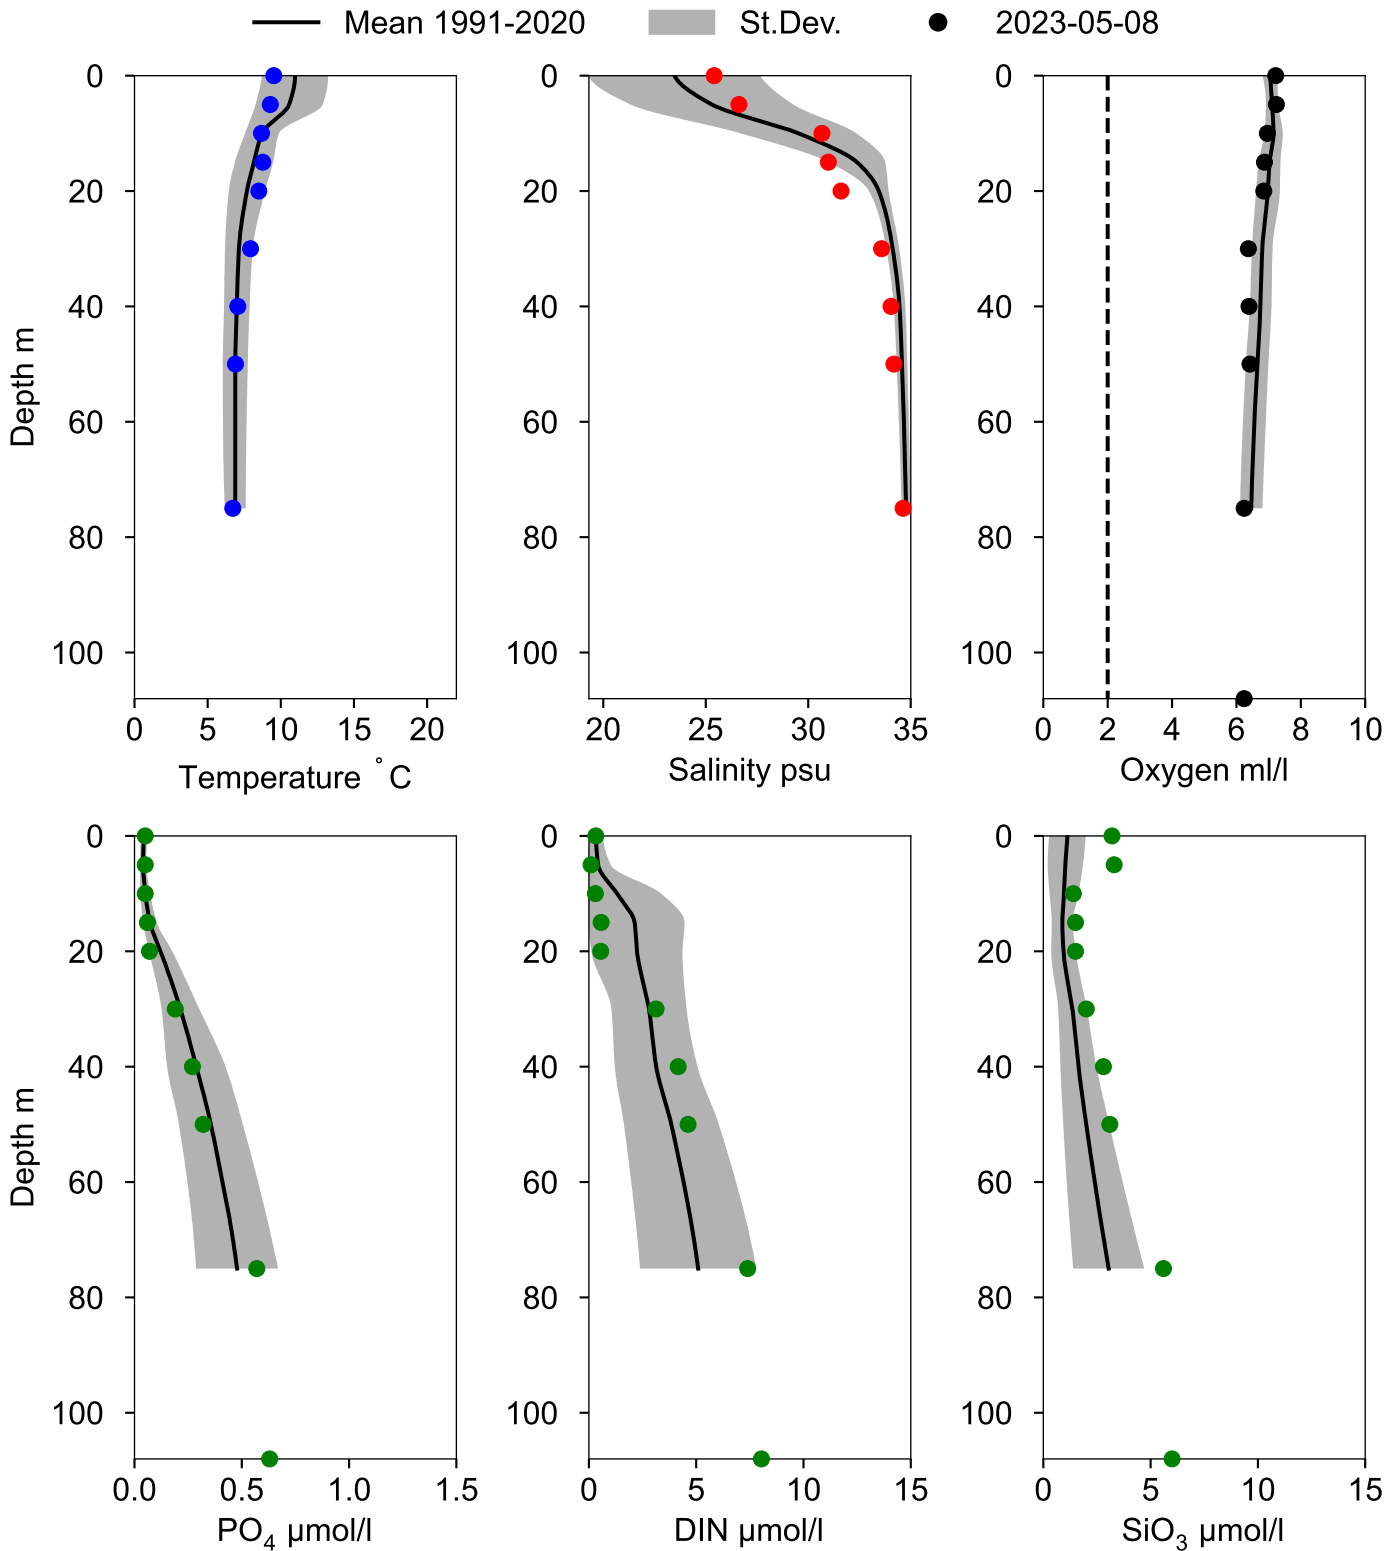 Mean 1991-2020 St.Dev. 2023-05-08
0 0 0
20 20 20
40 40 40
60 60 60
80 80 80
100 100 100
Depth m
0 5 10 15 20 20 25 30 35 0 2 4 6 8 10
Temperature ˚C Salinity psu Oxygen ml/l
0 0 0
20 20 20
40 40 40
60 60 60
80 80 80
100 100 100
Depth m
0.0 0.5 1.0 1.5 0 5 10 15 0 5 10 15
PO₄ µmol/l DIN µmol/l SiO₃ µmol/l